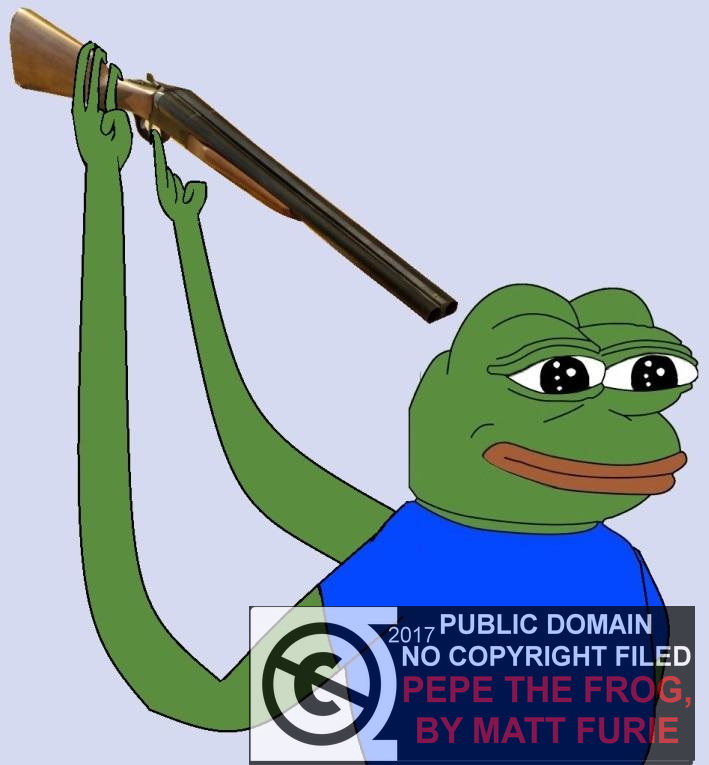 2017 PUBLIC DOMAIN
NO COPYRIGHT FILED
PEPE THE FROG,
BY MATT FURIE